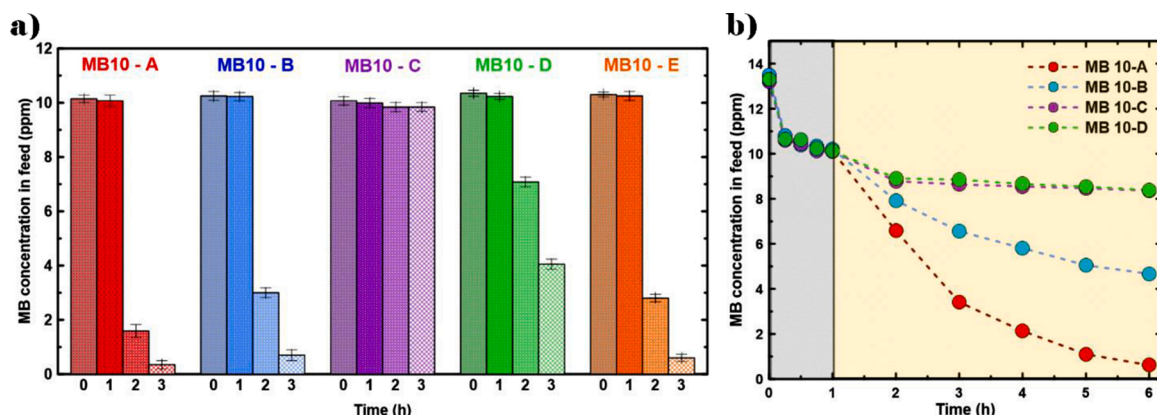 a)
MB concentration in feed (ppm)
12
10
8
6
4
2
0
MB10 - A
MB10 - B
MB10 - C
MB10 - D
MB10 - E
0 1 2 3 0 1 2 3 0 1 2 3 0 1 2 3 0 1 2 3
Time (h)
b)
MB concentration in feed (ppm)
14
12
10
8
6
4
2
0
MB 10-A
MB 10-B
MB 10-C
MB 10-D
0 1 2 3 4 5 6
Time (h)